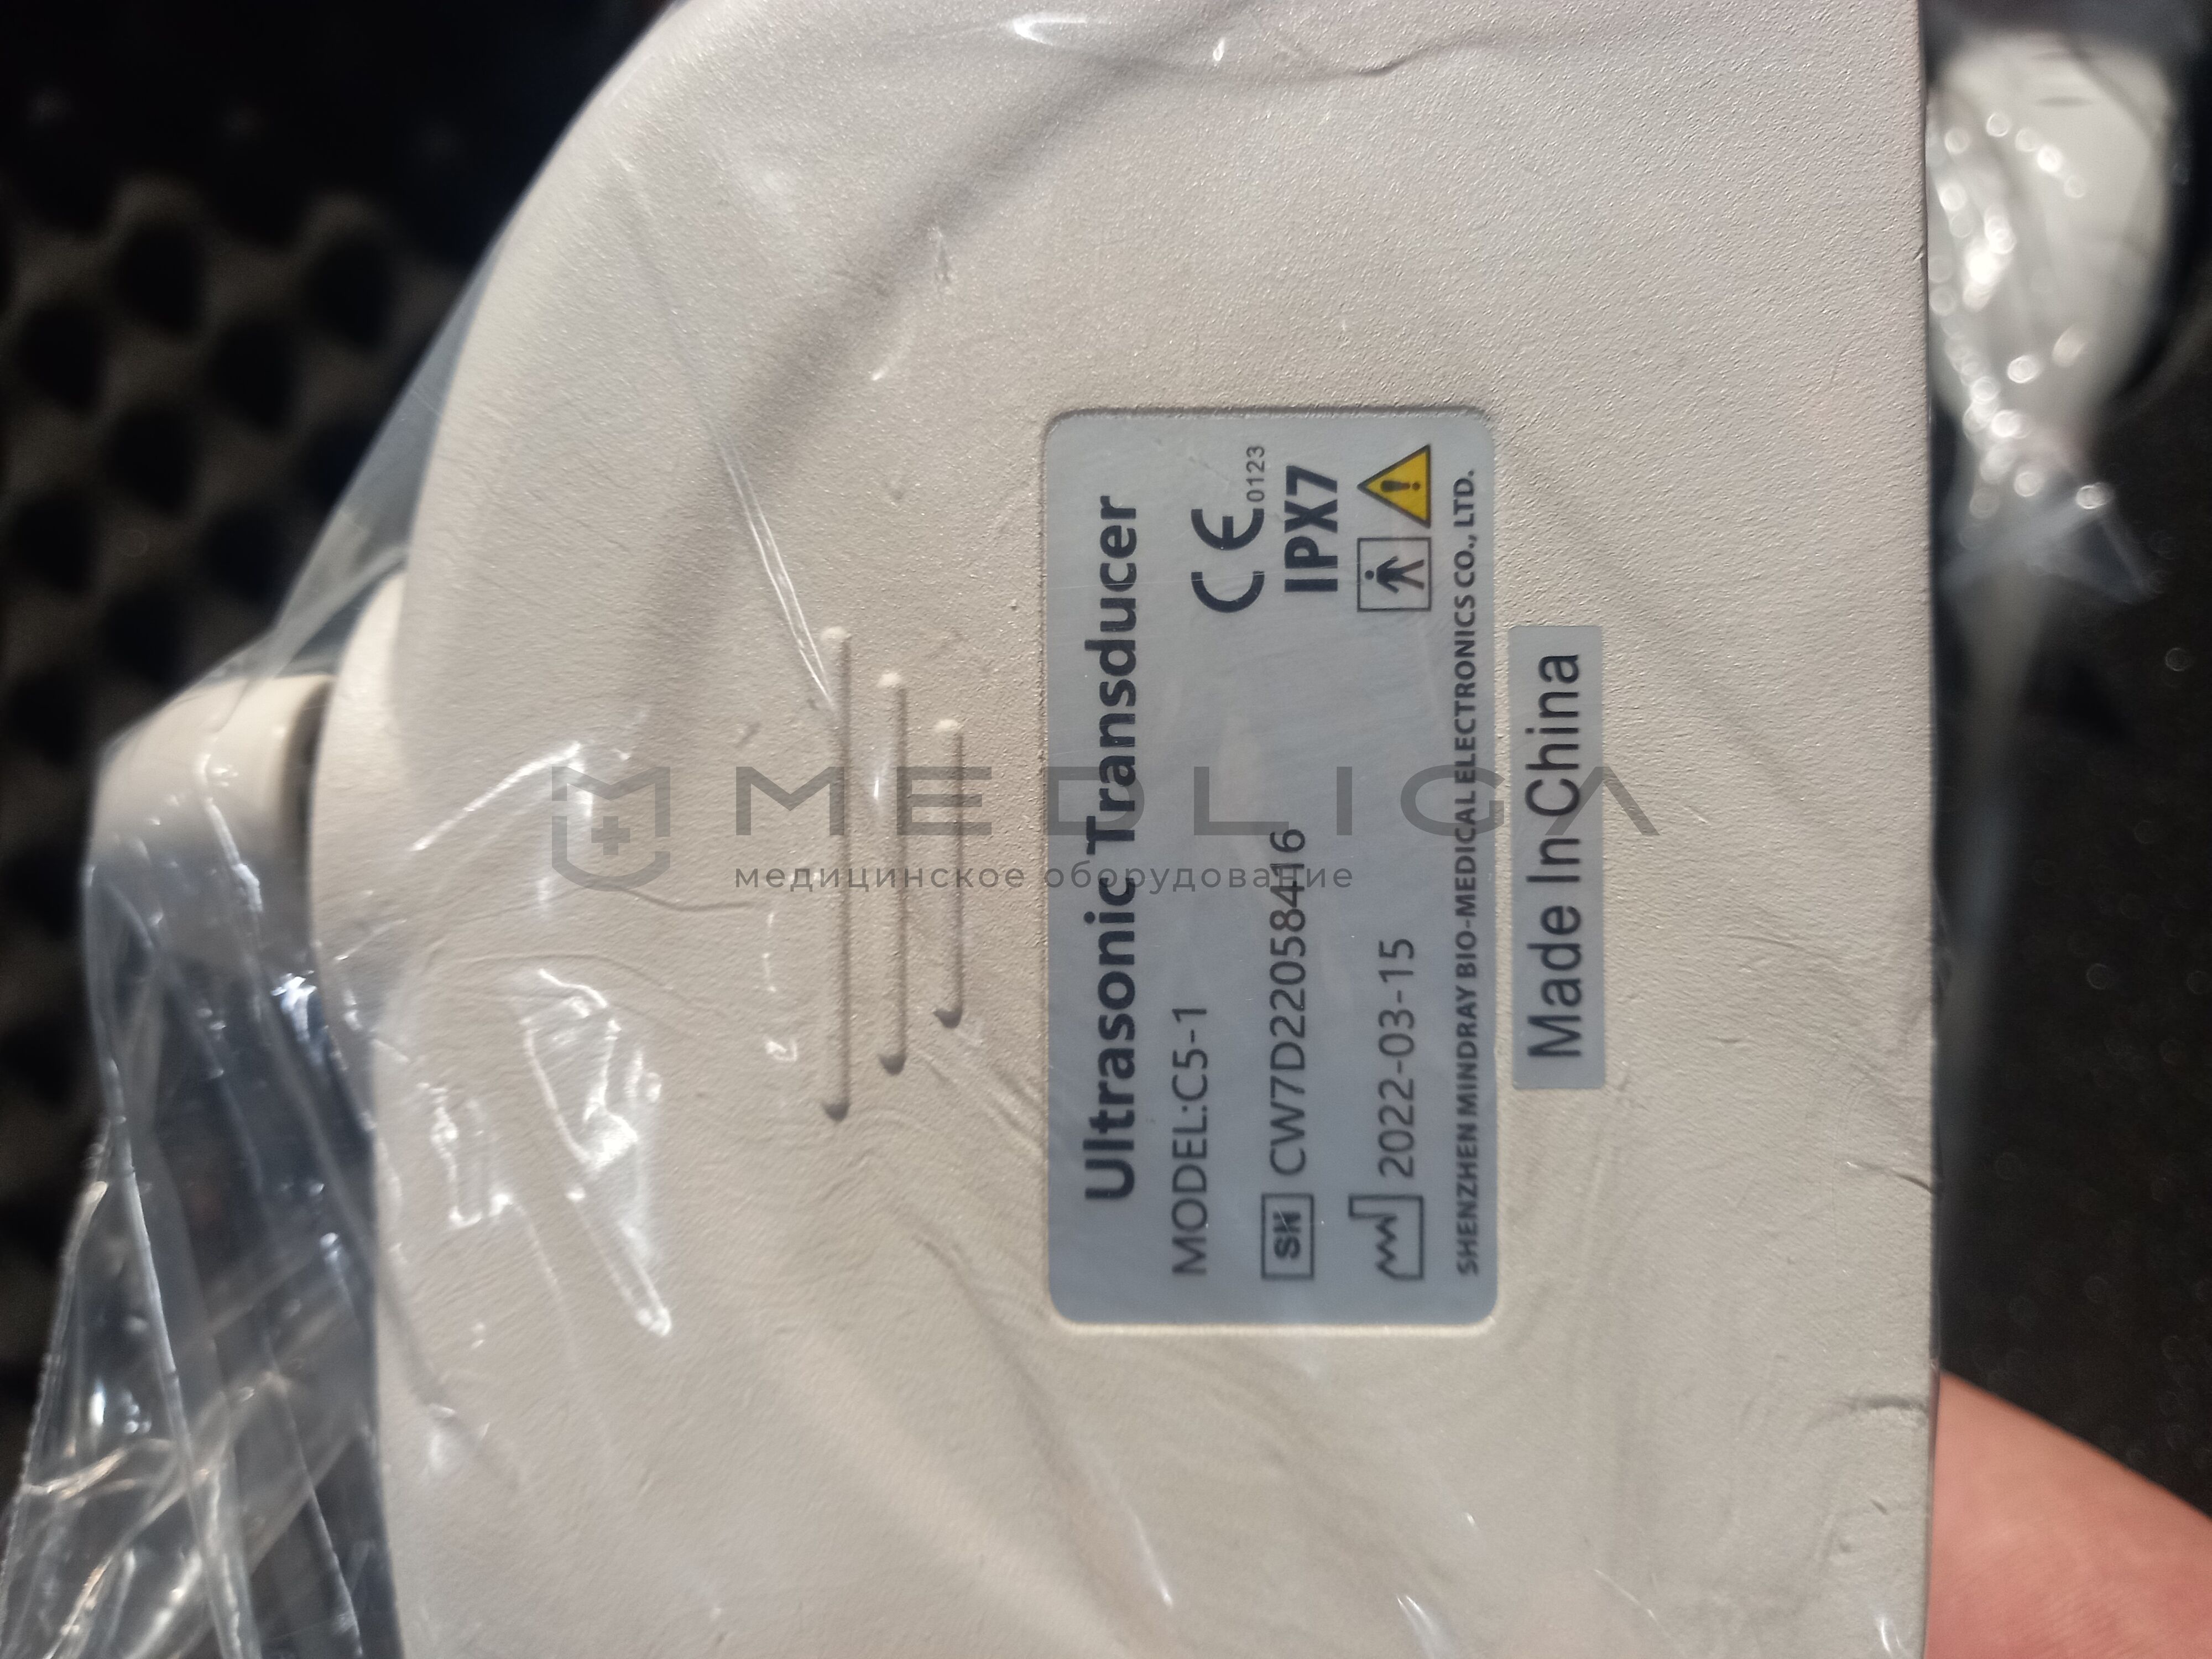 Ultrasonic Transducer
MODEL:C5-1
CE 0123
SN CW7D22058416
IPX7
2022-03-15
SHENZHEN MINDRAY BIO-MEDICAL ELECTRONICS CO., LTD.
Made In China
MEDLIGA
медицинское оборудование